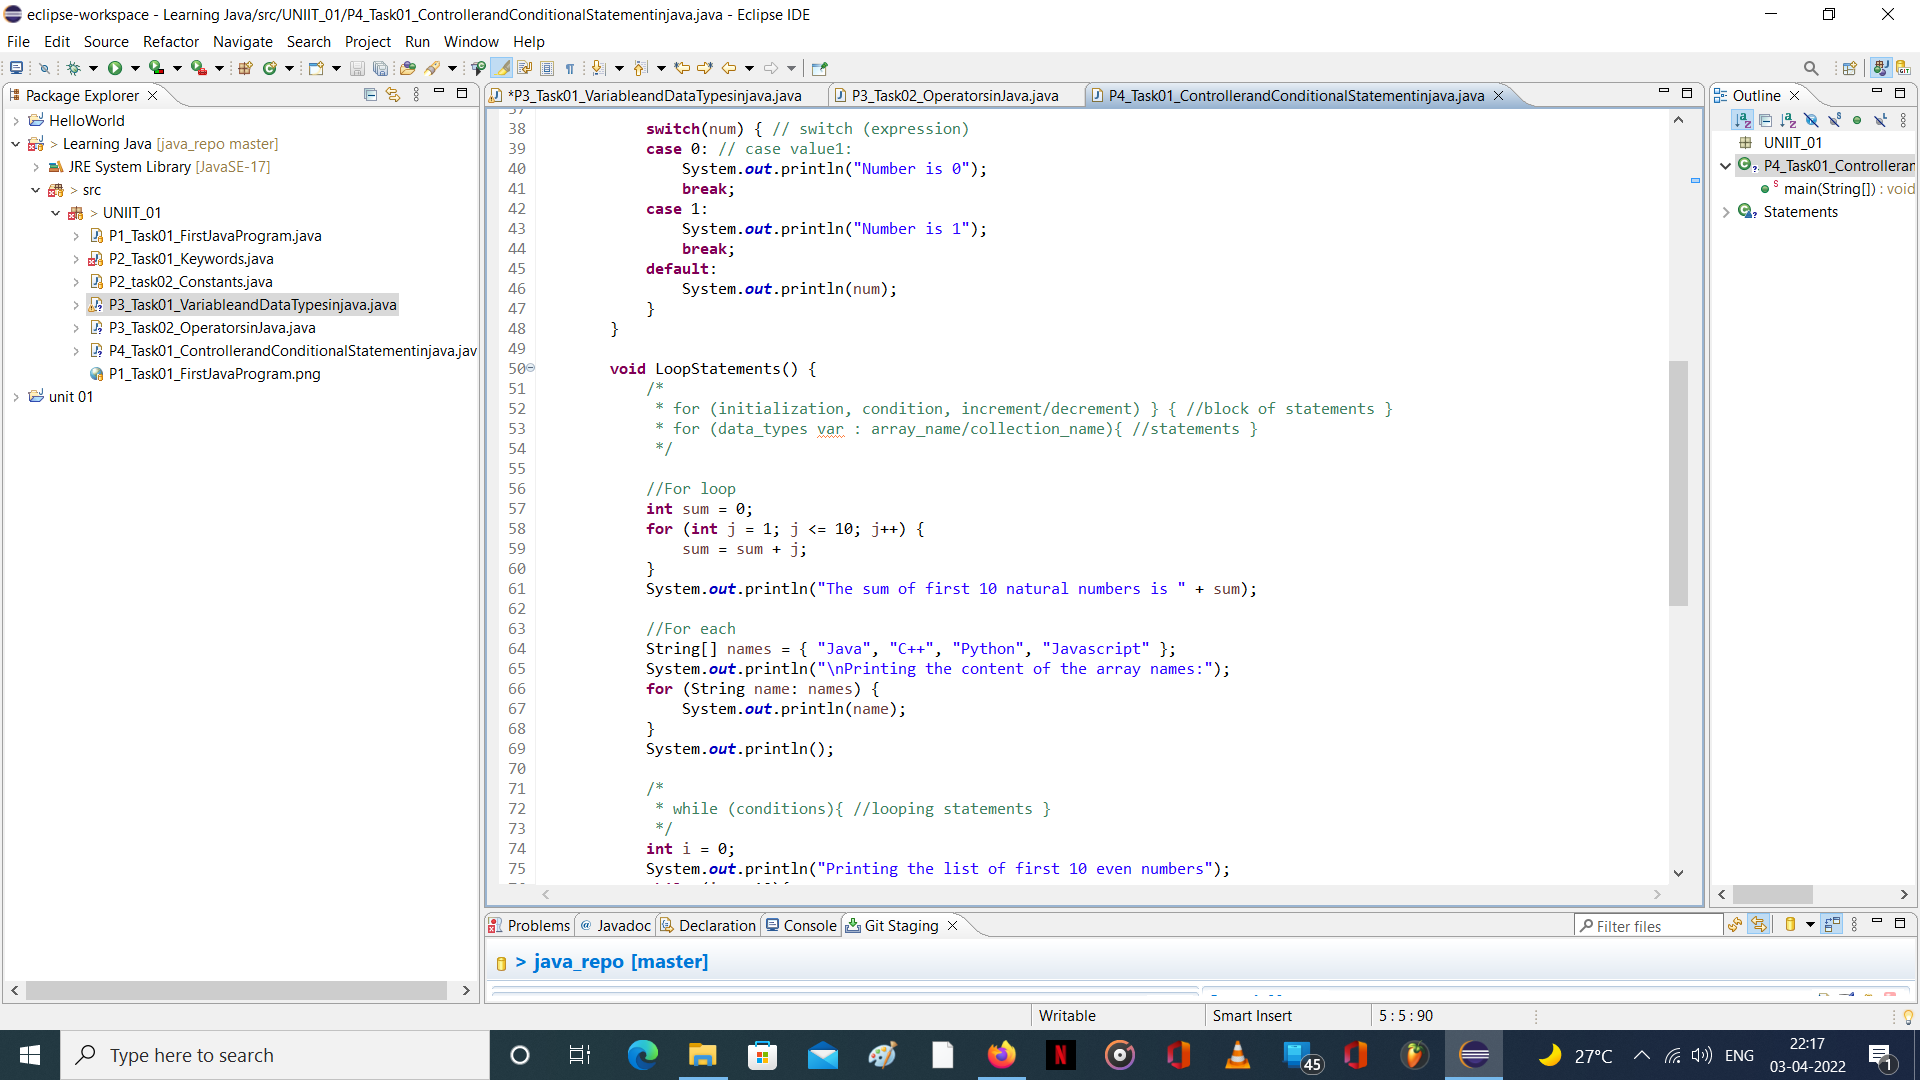 eclipse-workspace - Learning Java/src/UNIIT_01/P4_Task01_ControllerandConditionalStatementinjava.java - Eclipse IDE
File Edit Source Refactor Navigate Search Project Run Window Help
Package Explorer
HelloWorld
> Learning Java [java_repo master]
JRE System Library [JavaSE-17]
> src
> UNIIT_01
P1_Task01_FirstJavaProgram.java
P2_Task01_Keywords.java
P2_task02_Constants.java
P3_Task01_VariableandDataTypesinjava.java
P3_Task02_OperatorsinJava.java
P4_Task01_ControllerandConditionalStatementinjava.jav
P1_Task01_FirstJavaProgram.png
unit 01
*P3_Task01_VariableandDataTypesinjava.java P3_Task02_OperatorsinJava.java P4_Task01_ControllerandConditionalStatementinjava.java
37
38 switch(num) { // switch (expression)
39 case 0: // case value1:
40 System.out.println("Number is 0");
41 break;
42 case 1:
43 System.out.println("Number is 1");
44 break;
45 default:
46 System.out.println(num);
47 }
48 }
49
50 void LoopStatements() {
51 /*
52 * for (initialization, condition, increment/decrement) } { //block of statements }
53 * for (data_types var : array_name/collection_name){ //statements }
54 */
55
56 //For loop
57 int sum = 0;
58 for (int j = 1; j <= 10; j++) {
59 sum = sum + j;
60 }
61 System.out.println("The sum of first 10 natural numbers is " + sum);
62
63 //For each
64 String[] names = { "Java", "C++", "Python", "Javascript" };
65 System.out.println("\nPrinting the content of the array names:");
66 for (String name: names) {
67 System.out.println(name);
68 }
69 System.out.println();
70
71 /*
72 * while (conditions){ //looping statements }
73 */
74 int i = 0;
75 System.out.println("Printing the list of first 10 even numbers");
Outline
UNIIT_01
P4_Task01_Controlleran
main(String[]) : void
Statements
Problems Javadoc Declaration Console Git Staging
Filter files
> java_repo [master]
Writable Smart Insert 5 : 5 : 90
Type here to search
45
27°C ENG
22:17
03-04-2022
1